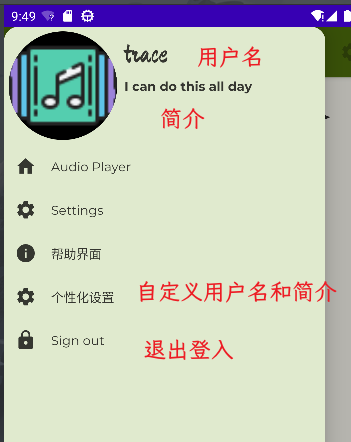 9:49
trace 用户名
I can do this all day
简介
Audio Player
Settings
帮助界面
个性化设置 自定义用户名和简介
Sign out
退出登入